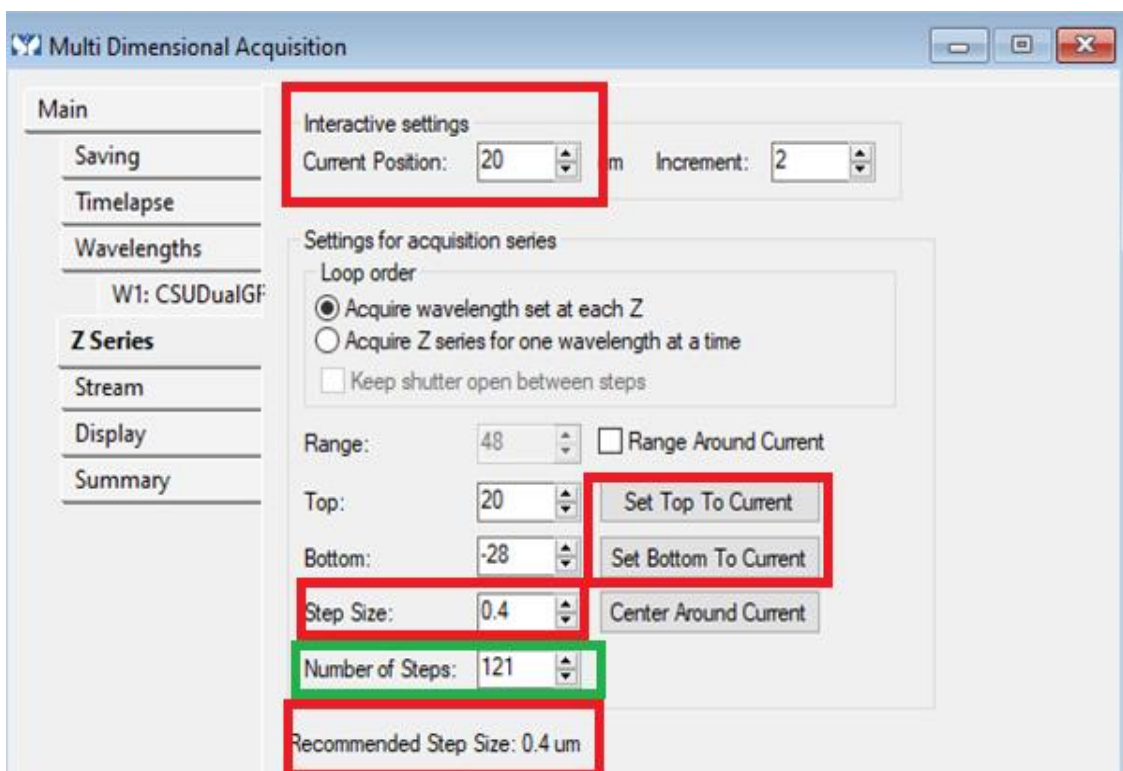 Multi Dimensional Acquisition
Main
Saving
Timelapse
Wavelengths
W1: CSUDualGF
Z Series
Stream
Display
Summary
Interactive settings
Current Position: 20 m Increment: 2
Settings for acquisition series
Loop order
Acquire wavelength set at each Z
Acquire Z series for one wavelength at a time
Keep shutter open between steps
Range: 48 Range Around Current
Top: 20 Set Top To Current
Bottom: -28 Set Bottom To Current
Step Size: 0.4 Center Around Current
Number of Steps: 121
Recommended Step Size: 0.4 um